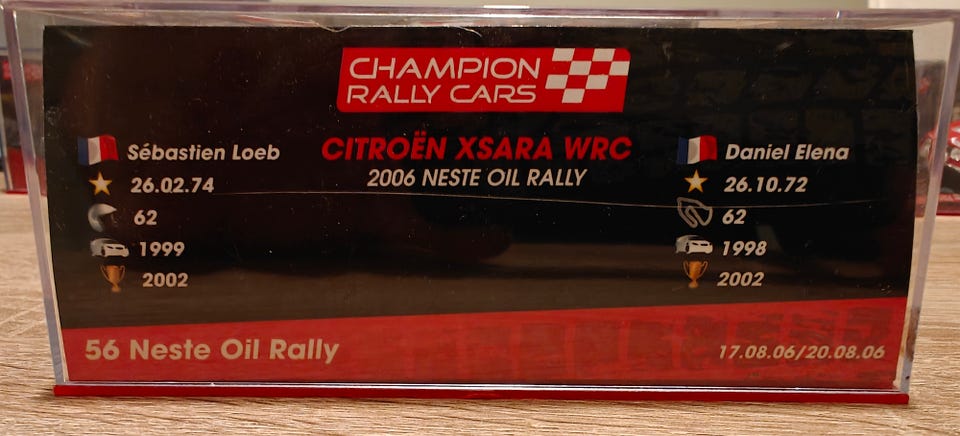 CHAMPION
RALLY CARS
CITROËN XSARA WRC
2006 NESTE OIL RALLY
Sébastien Loeb
26.02.74
62
1999
2002
Daniel Elena
26.10.72
62
1998
2002
56 Neste Oil Rally
17.08.06/20.08.06